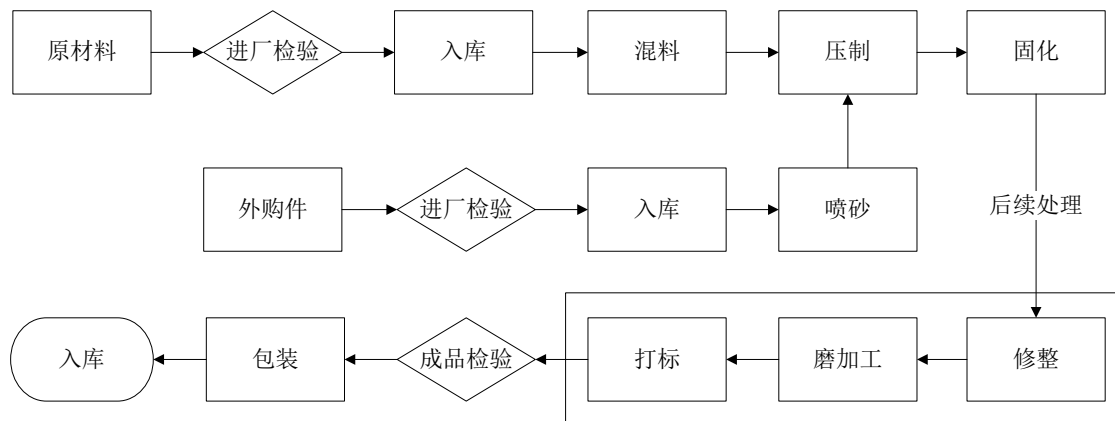 原材料
进厂检验
入库
混料
压制
固化
外购件
进厂检验
入库
喷砂
后续处理
入库
包装
成品检验
打标
磨加工
修整